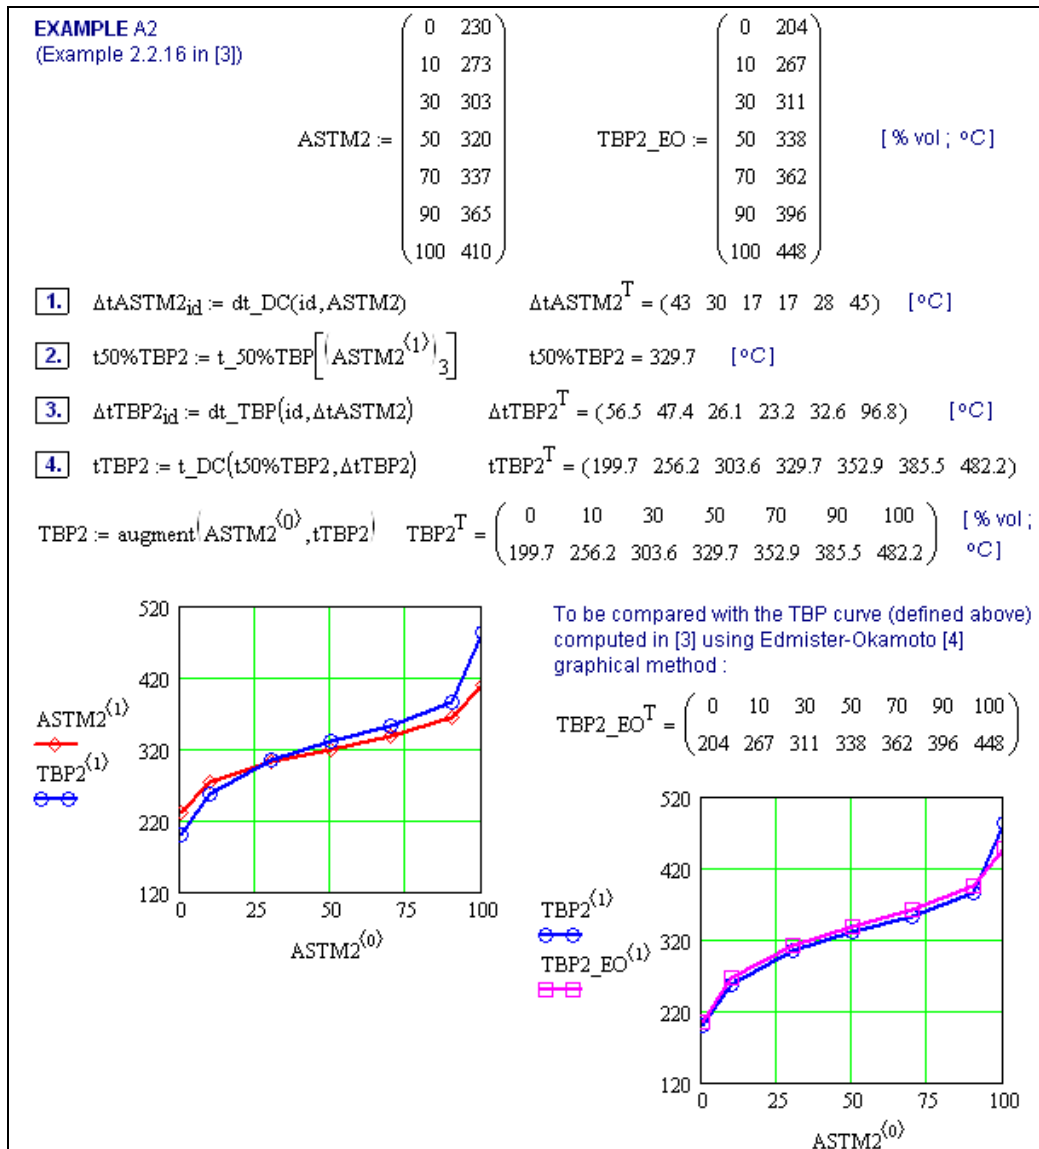 EXAMPLE A2
(Example 2.2.16 in [3])
ASTM2 := ( 0 230
10 273
30 303
50 320
70 337
90 365
100 410 )
TBP2_EO := ( 0 204
10 267
30 311
50 338
70 362
90 396
100 448 )
[ % vol ; ºC ]
1. ΔtASTM2id := dt_DC(id,ASTM2) ΔtASTM2ᵀ = (43 30 17 17 28 45) [ºC]
2. t50%TBP2 := t_50%TBP[(ASTM2⟨1⟩)3] t50%TBP2 = 329.7 [ºC]
3. ΔtTBP2id := dt_TBP(id,ΔtASTM2) ΔtTBP2ᵀ = (56.5 47.4 26.1 23.2 32.6 96.8) [ºC]
4. tTBP2 := t_DC(t50%TBP2,ΔtTBP2) tTBP2ᵀ = (199.7 256.2 303.6 329.7 352.9 385.5 482.2)
TBP2 := augment(ASTM2⟨0⟩,tTBP2) TBP2ᵀ = ( 0 10 30 50 70 90 100
199.7 256.2 303.6 329.7 352.9 385.5 482.2 ) [ % vol ;
ºC]
520
420
320
220
120
0 25 50 75 100
ASTM2⟨1⟩
TBP2⟨1⟩
ASTM2⟨0⟩
To be compared with the TBP curve (defined above)
computed in [3] using Edmister-Okamoto [4]
graphical method :
TBP2_EOᵀ = ( 0 10 30 50 70 90 100
204 267 311 338 362 396 448 )
520
420
320
220
120
0 25 50 75 100
TBP2⟨1⟩
TBP2_EO⟨1⟩
ASTM2⟨0⟩